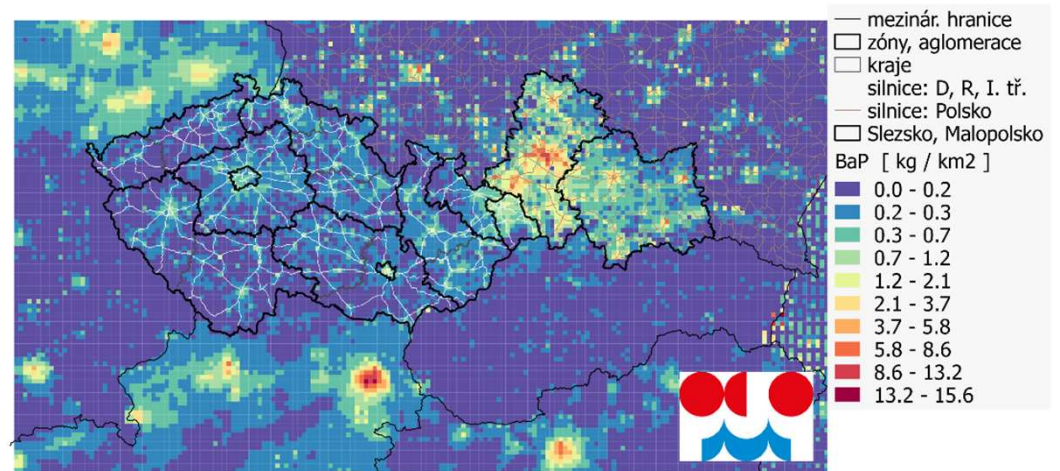 mezinár. hranice
zóny, aglomerace
kraje
silnice: D, R, I. tř.
silnice: Polsko
Slezsko, Malopolsko
BaP [ kg / km2 ]
0.0 - 0.2
0.2 - 0.3
0.3 - 0.7
0.7 - 1.2
1.2 - 2.1
2.1 - 3.7
3.7 - 5.8
5.8 - 8.6
8.6 - 13.2
13.2 - 15.6